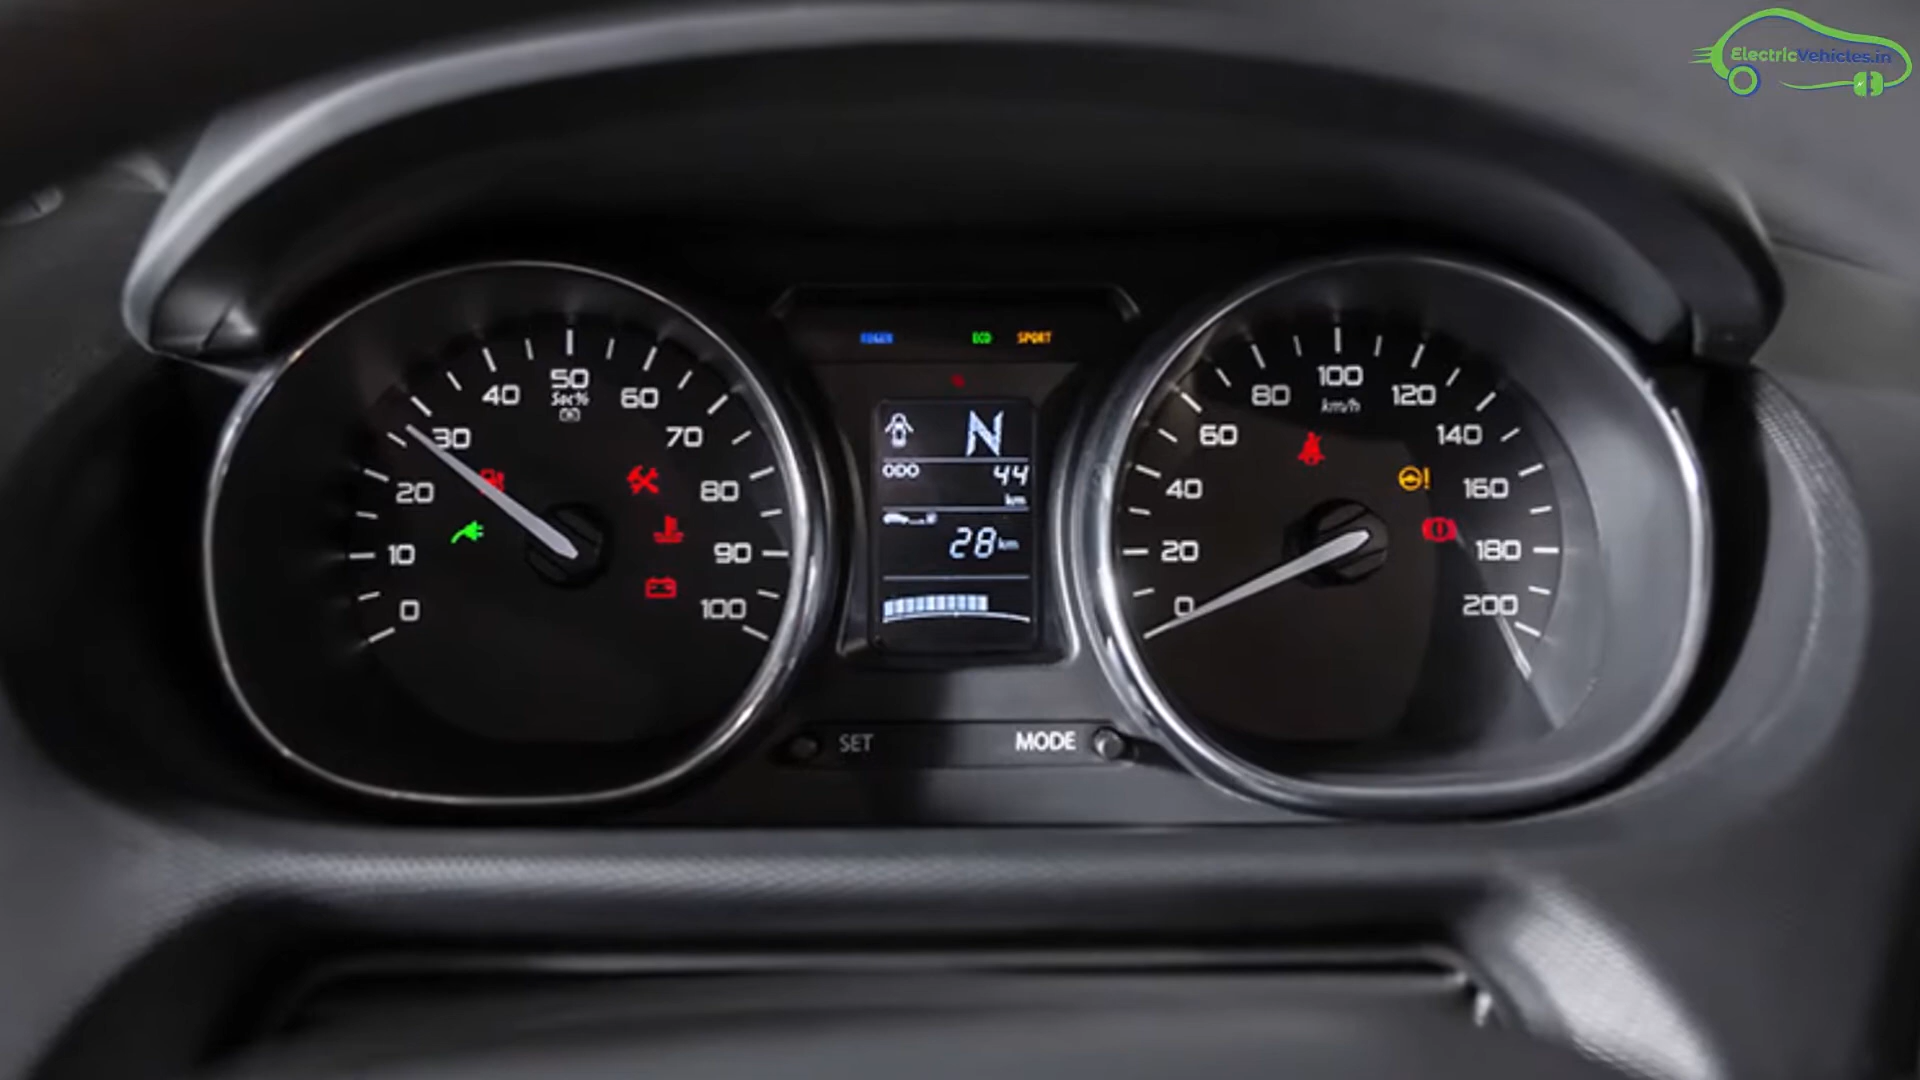 ElectricVehicles.in
ECO SPORT
50
Soc%
40 60
30 70
20 80
10 90
0 100
N
ODO 44
km
28 km
100
km/h
80 120
60 140
40 160
20 180
0 200
SET MODE